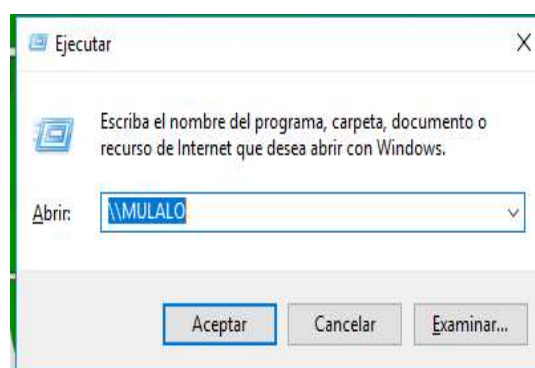 Ejecutar
Escriba el nombre del programa, carpeta, documento o
recurso de Internet que desea abrir con Windows.
Abrir: \\MULALO
Aceptar Cancelar Examinar...